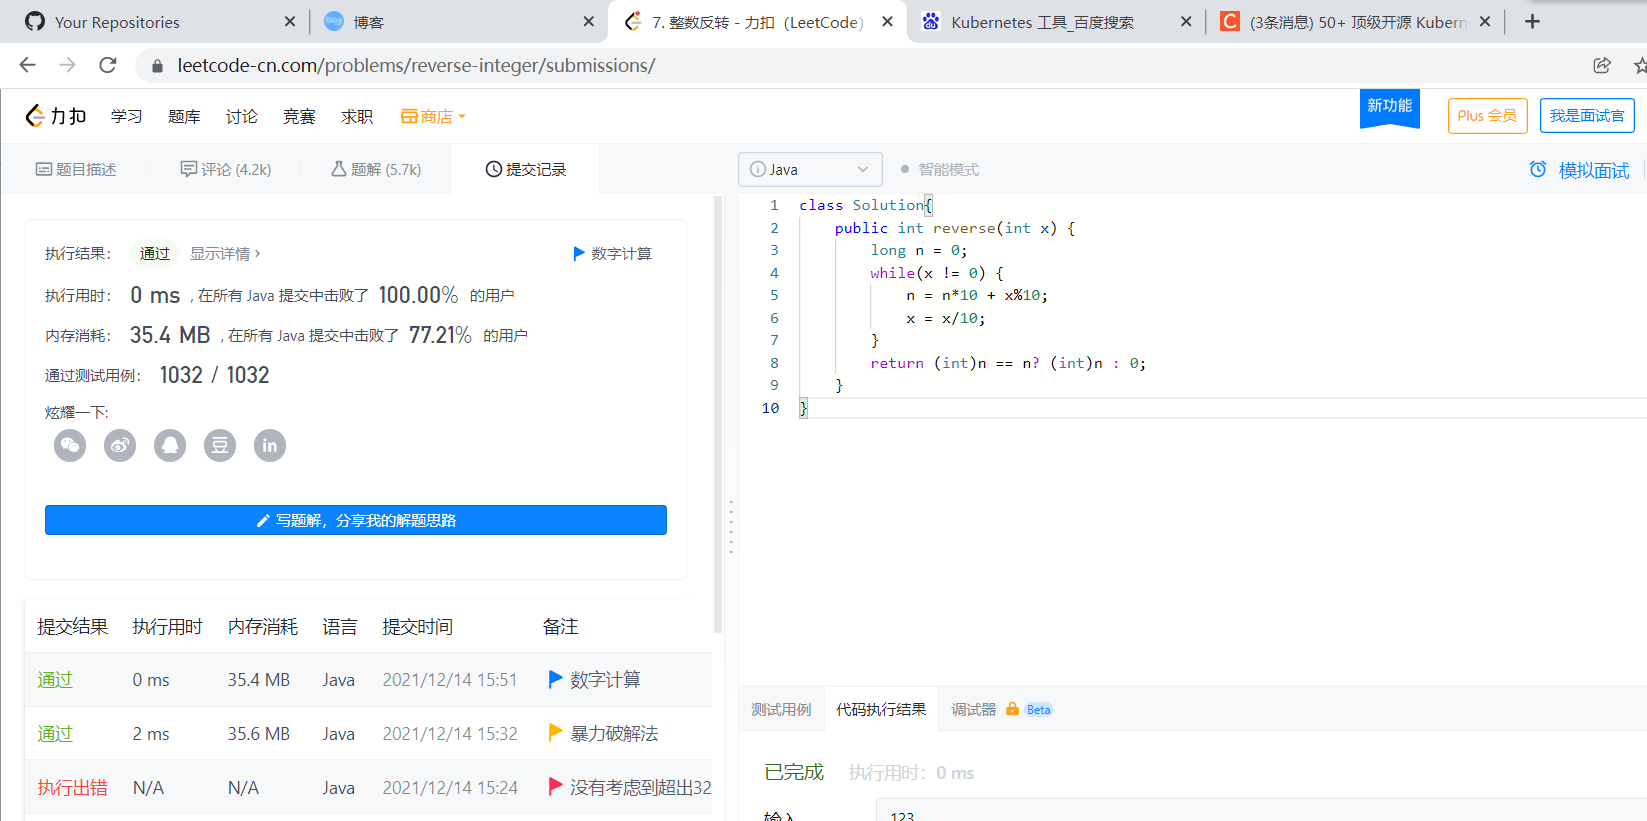 Your Repositories
博客
7. 整数反转 - 力扣（LeetCode）
Kubernetes 工具_百度搜索
(3条消息) 50+ 顶级开源 Kubern
leetcode-cn.com/problems/reverse-integer/submissions/
力扣 学习 题库 讨论 竞赛 求职 商店
新功能 Plus 会员 我是面试官
题目描述 评论 (4.2k) 题解 (5.7k) 提交记录
Java 智能模式 模拟面试
执行结果： 通过 显示详情 › 数字计算
执行用时： 0 ms , 在所有 Java 提交中击败了 100.00% 的用户
内存消耗： 35.4 MB , 在所有 Java 提交中击败了 77.21% 的用户
通过测试用例： 1032 / 1032
炫耀一下:
写题解，分享我的解题思路
提交结果 执行用时 内存消耗 语言 提交时间 备注
通过 0 ms 35.4 MB Java 2021/12/14 15:51 数字计算
通过 2 ms 35.6 MB Java 2021/12/14 15:32 暴力破解法
执行出错 N/A N/A Java 2021/12/14 15:24 没有考虑到超出32
1 class Solution{
2 public int reverse(int x) {
3 long n = 0;
4 while(x != 0) {
5 n = n*10 + x%10;
6 x = x/10;
7 }
8 return (int)n == n? (int)n : 0;
9 }
10 }
测试用例 代码执行结果 调试器 Beta
已完成 执行用时：0 ms
输入 123